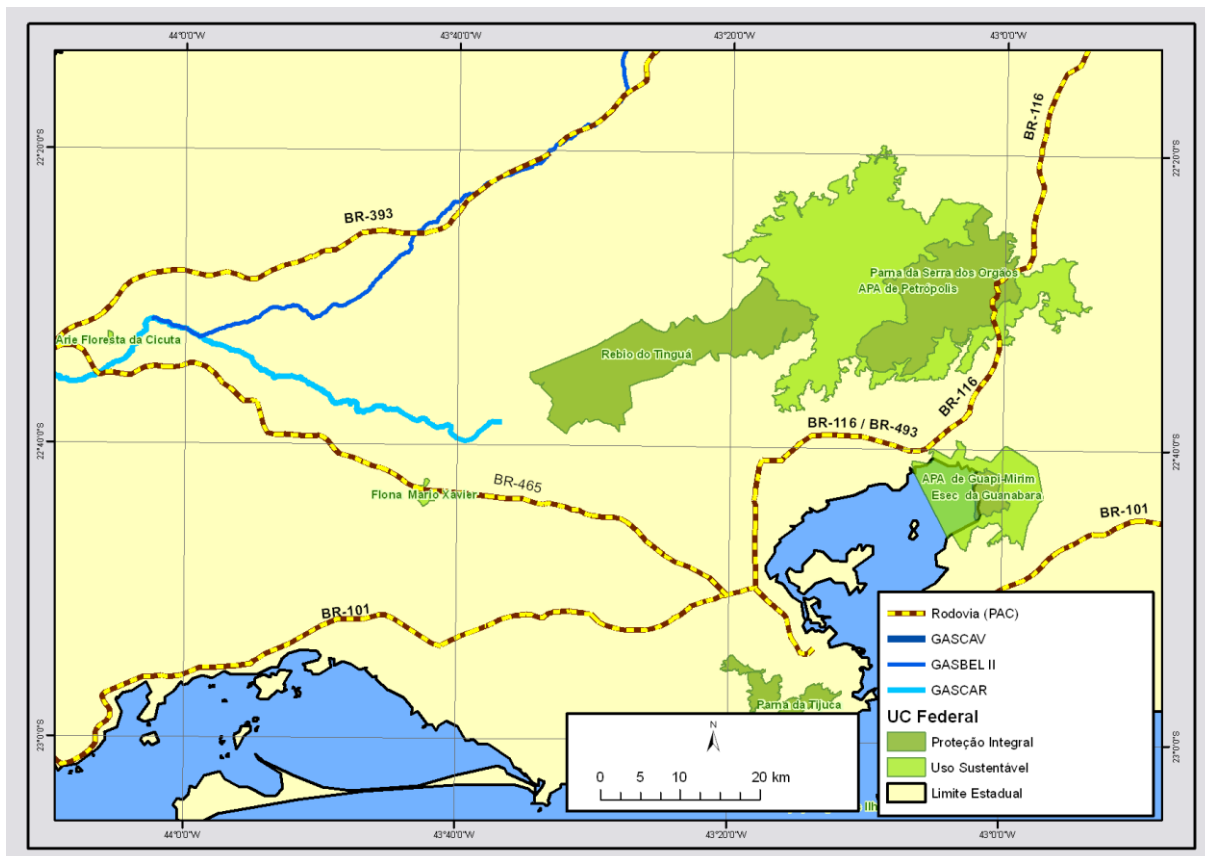 44°0'0"W 43°40'0"W 43°20'0"W 43°0'0"W
22°20'0"S
22°20'0"S
BR-116
BR-393
Parna da Serra dos Orgãos
APA de Petrópolis
Arie Floresta da Cicuta
Rebio do Tinguá
BR-116
BR-116 / BR-493
22°40'0"S
22°40'0"S
APA de Guapi-Mirim
Esec da Guanabara
BR-465
Flona Mário Xavier
BR-101
BR-101
Parna da Tijuca
23°0'0"S
23°0'0"S
N
0 5 10 20 km
Rodovia (PAC)
GASCAV
GASBEL II
GASCAR
UC Federal
Proteção Integral
Uso Sustentável
Limite Estadual
44°0'0"W 43°40'0"W 43°20'0"W 43°0'0"W